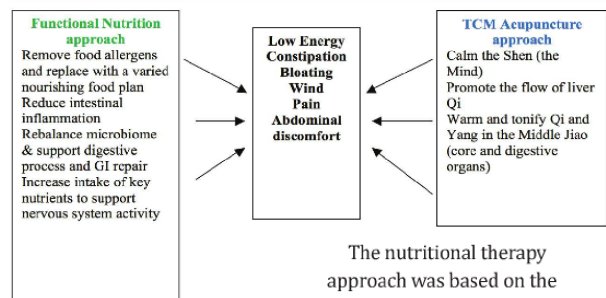 Functional Nutrition
approach
Remove food allergens
and replace with a varied
nourishing food plan
Reduce intestinal
inflammation
Rebalance microbiome
& support digestive
process and GI repair
Increase intake of key
nutrients to support
nervous system activity
Low Energy
Constipation
Bloating
Wind
Pain
Abdominal
discomfort
TCM Acupuncture
approach
Calm the Shen (the
Mind)
Promote the flow of liver
Qi
Warm and tonify Qi and
Yang in the Middle Jiao
(core and digestive
organs)
The nutritional therapy
approach was based on the